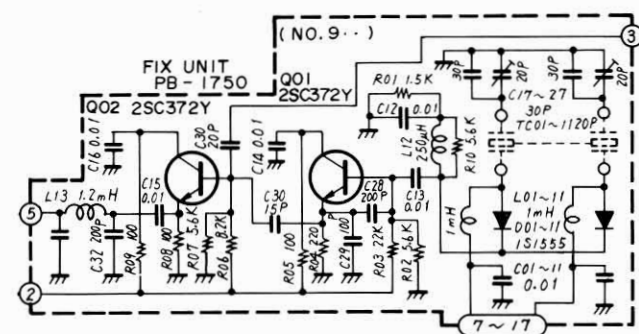 (NO.9··)
3
FIX UNIT
PB-1750
Q01
2SC372Y
Q02 2SC372Y
R01 1.5K
C12 0.01
L12
250μH
R10 5.6K
30P
20P
30P
20P
C17~27
30P
TC01~11 20P
C16 0.01
C30
20P
C14 0.01
L13
1.2mH
C15
0.01
C30
15P
C28
200P
C13
0.01
5
C32 200P
R09 100
R08 100
R07 5.6K
R06 8.2K
R05 100
R04 220
C29 100
R03 22K
R02 5.6K
1mH
L01~11
1mH
D01~11
1S1555
C01~11
0.01
2
7~17